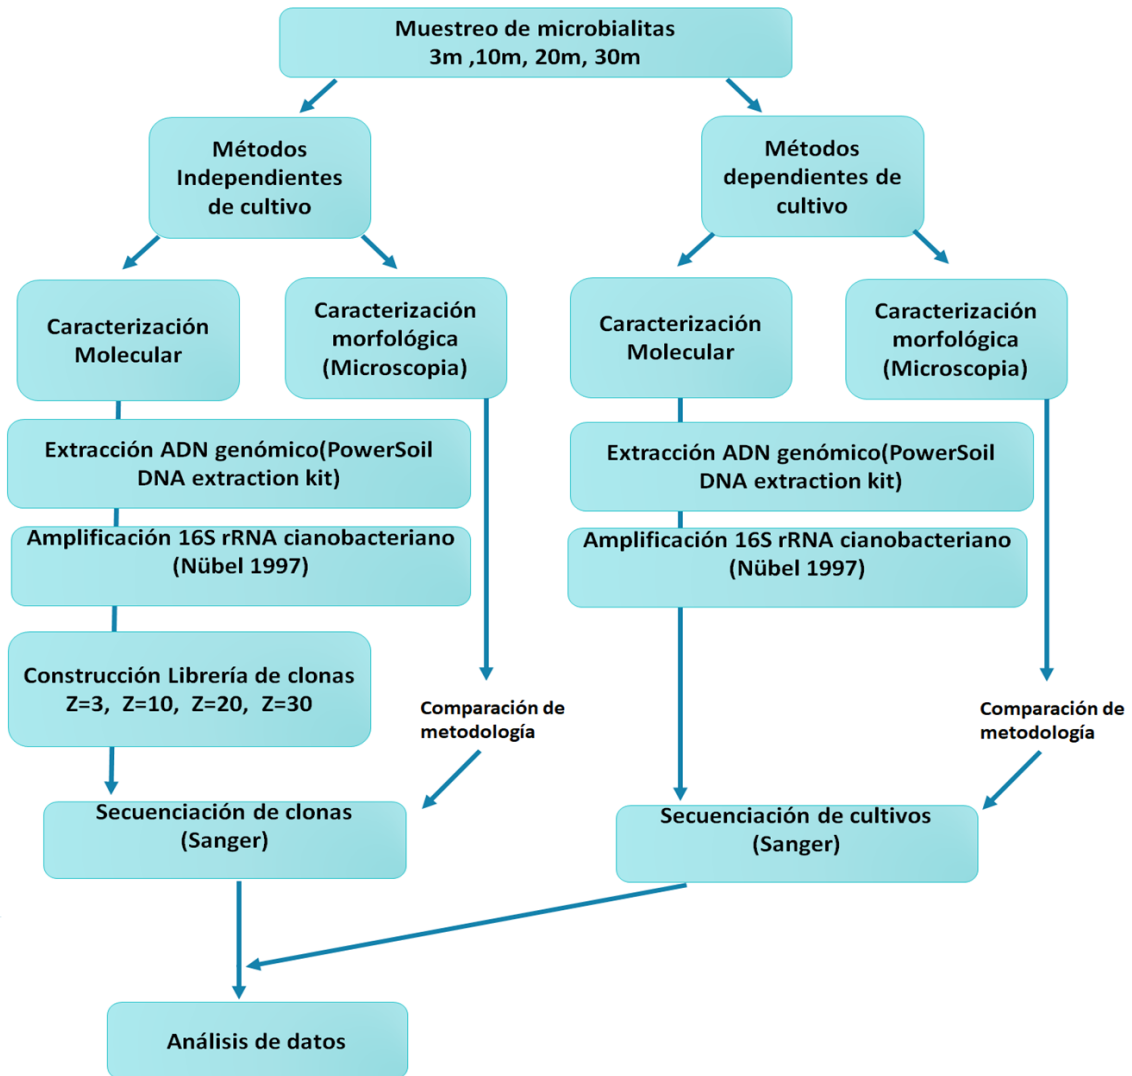 Muestreo de microbialitas
3m ,10m, 20m, 30m
Métodos
Independientes
de cultivo
Métodos
dependientes de
cultivo
Caracterización
Molecular
Caracterización
morfológica
(Microscopia)
Caracterización
Molecular
Caracterización
morfológica
(Microscopia)
Extracción ADN genómico(PowerSoil
DNA extraction kit)
Extracción ADN genómico(PowerSoil
DNA extraction kit)
Amplificación 16S rRNA cianobacteriano
(Nübel 1997)
Amplificación 16S rRNA cianobacteriano
(Nübel 1997)
Construcción Librería de clonas
Z=3, Z=10, Z=20, Z=30
Comparación de
metodología
Comparación de
metodología
Secuenciación de clonas
(Sanger)
Secuenciación de cultivos
(Sanger)
Análisis de datos